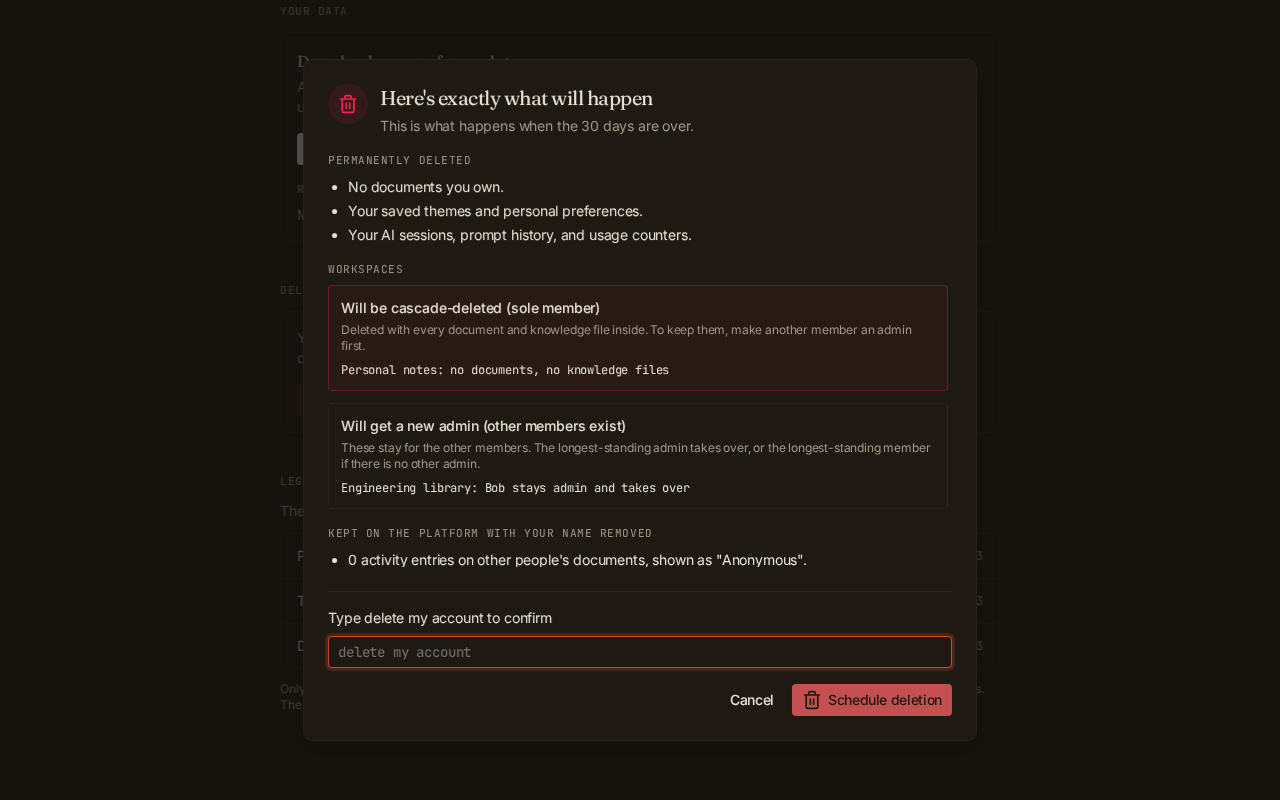 YOUR DATA
Here's exactly what will happen
This is what happens when the 30 days are over.
PERMANENTLY DELETED
No documents you own.
Your saved themes and personal preferences.
Your AI sessions, prompt history, and usage counters.
WORKSPACES
Will be cascade-deleted (sole member)
Deleted with every document and knowledge file inside. To keep them, make another member an admin
first.
Personal notes: no documents, no knowledge files
Will get a new admin (other members exist)
These stay for the other members. The longest-standing admin takes over, or the longest-standing member
if there is no other admin.
Engineering library: Bob stays admin and takes over
KEPT ON THE PLATFORM WITH YOUR NAME REMOVED
0 activity entries on other people's documents, shown as "Anonymous".
Type delete my account to confirm
delete my account
Cancel
Schedule deletion